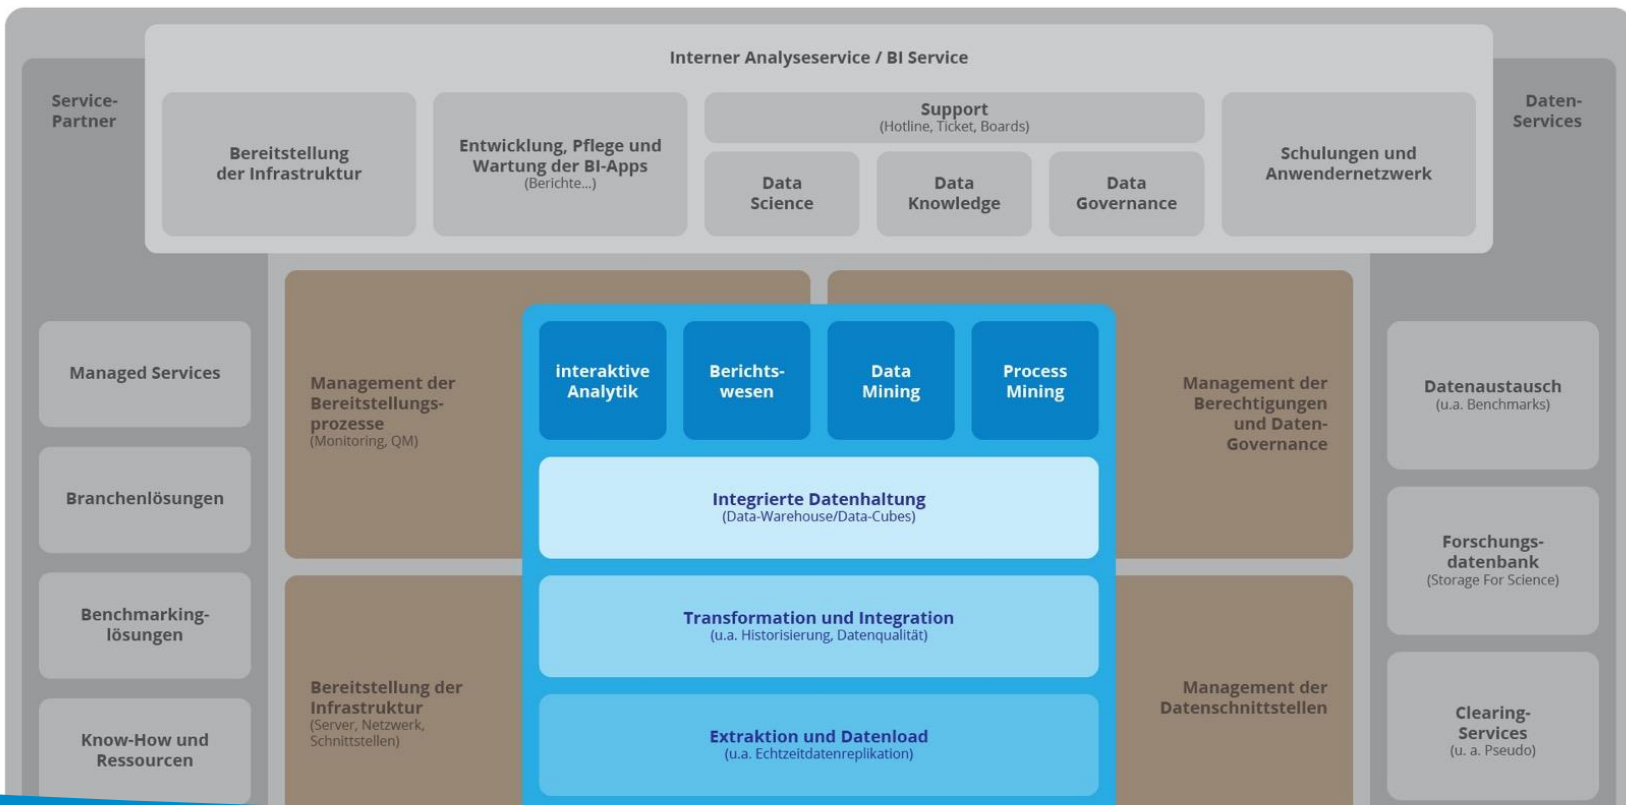 Interner Analyseservice / BI Service
Service-
Partner
Bereitstellung
der Infrastruktur
Entwicklung, Pflege und
Wartung der BI-Apps
(Berichte...)
Support
(Hotline, Ticket, Boards)
Data
Science
Data
Knowledge
Data
Governance
Schulungen und
Anwendernetzwerk
Daten-
Services
Managed Services
Branchenlösungen
Benchmarking-
lösungen
Know-How und
Ressourcen
Management der
Bereitstellungs-
prozesse
(Monitoring, QM)
Bereitstellung der
Infrastruktur
(Server, Netzwerk,
Schnittstellen)
interaktive
Analytik
Berichts-
wesen
Data
Mining
Process
Mining
Integrierte Datenhaltung
(Data-Warehouse/Data-Cubes)
Transformation und Integration
(u.a. Historisierung, Datenqualität)
Extraktion und Datenload
(u.a. Echtzeitdatenreplikation)
Management der
Berechtigungen
und Daten-
Governance
Management der
Datenschnittstellen
Datenaustausch
(u.a. Benchmarks)
Forschungs-
datenbank
(Storage For Science)
Clearing-
Services
(u. a. Pseudo)